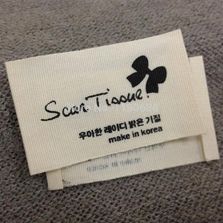 Scar Tissue.
우아한 레이디 밝은 기질
make in korea